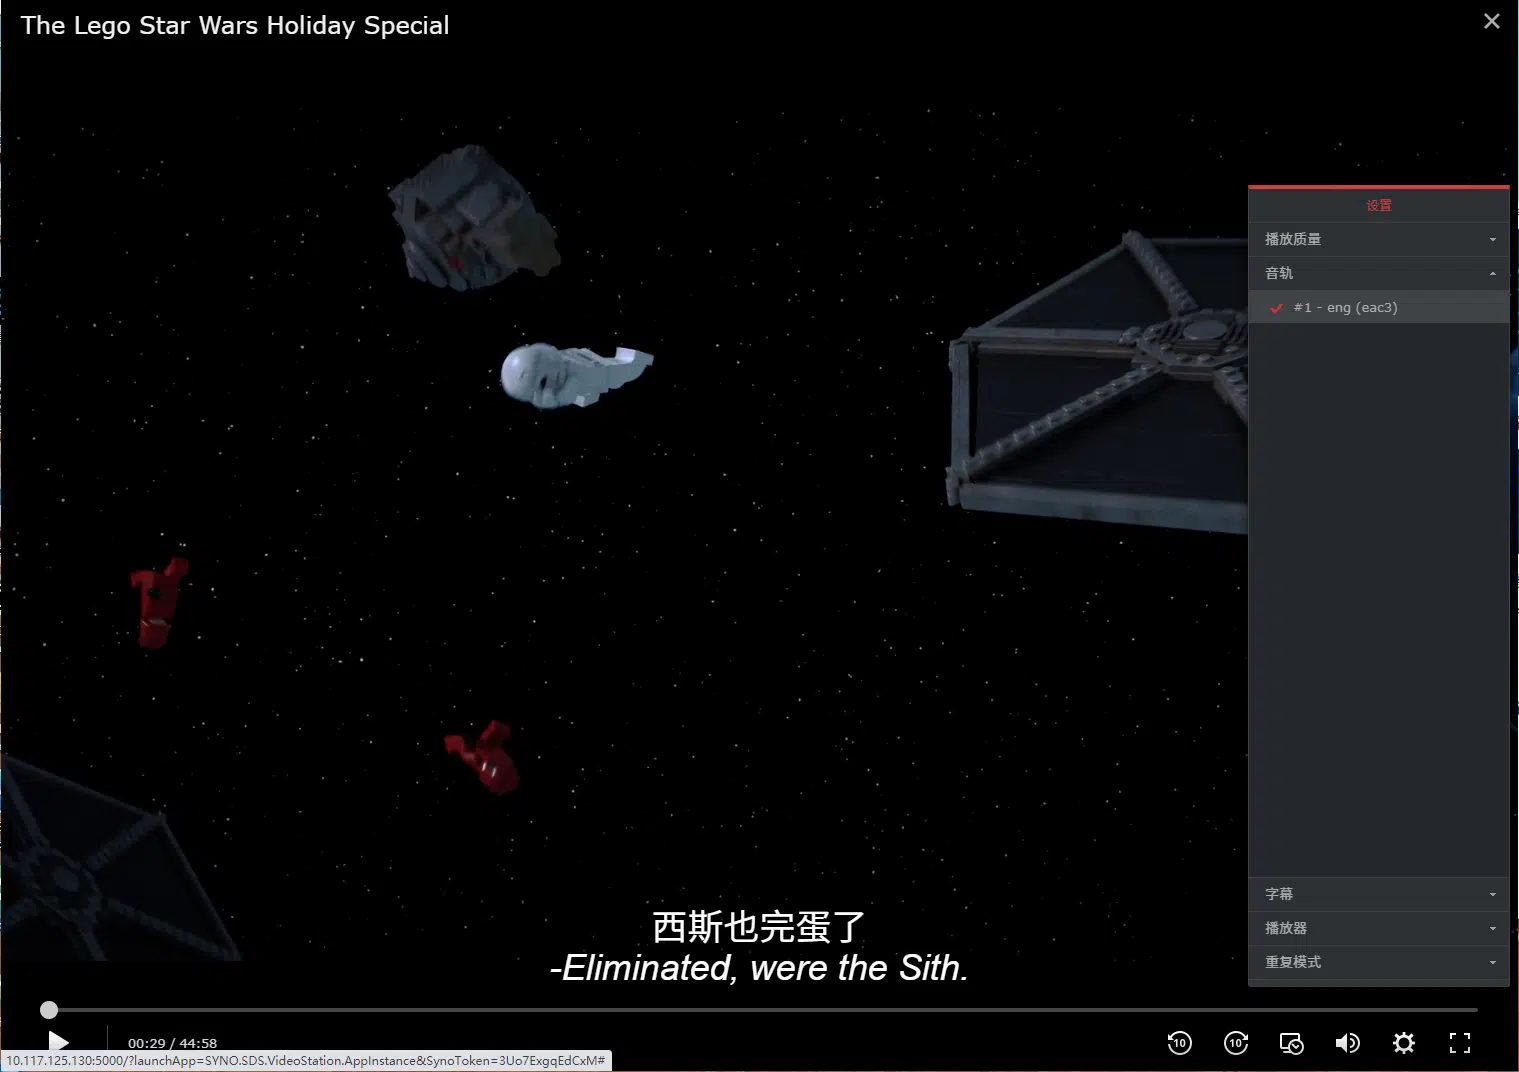 The Lego Star Wars Holiday Special
设置
播放质量
音轨
#1 - eng (eac3)
字幕
播放器
重复模式
西斯也完蛋了
-Eliminated, were the Sith.
00:29 / 44:58
10
10
10.117.125.130:5000/?launchApp=SYNO.SDS.VideoStation.AppInstance&SynoToken=3Uo7ExgqEdCxM#